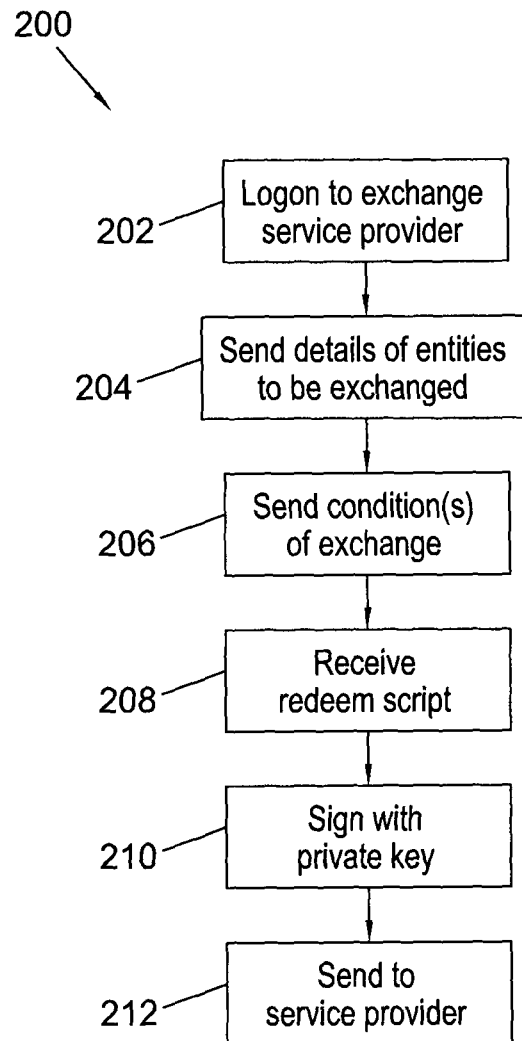 200
202
Logon to exchange
service provider
204
Send details of entities
to be exchanged
206
Send condition(s)
of exchange
208
Receive
redeem script
210
Sign with
private key
212
Send to
service provider